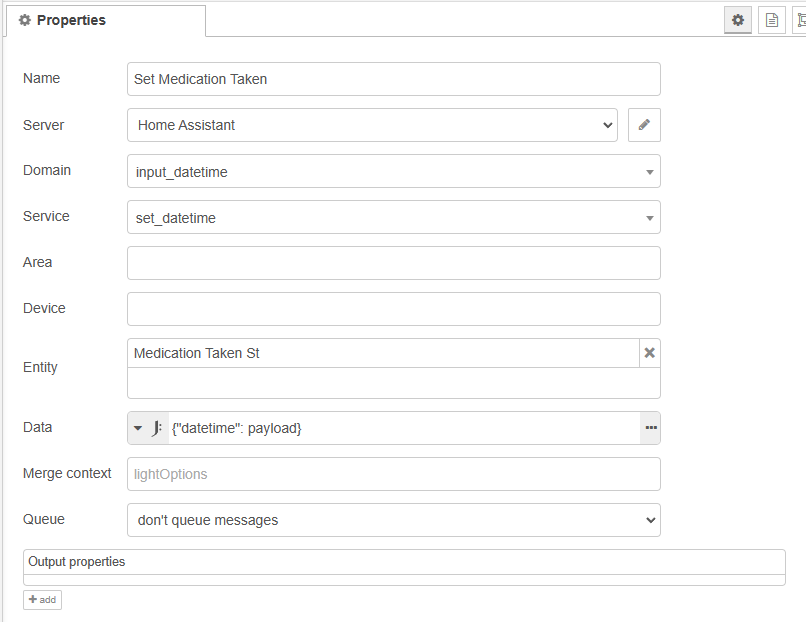 Properties
Name
Set Medication Taken
Server
Home Assistant
Domain
input_datetime
Service
set_datetime
Area
Device
Entity
Medication Taken St
Data
J: {"datetime": payload}
Merge context
lightOptions
Queue
don't queue messages
Output properties
add